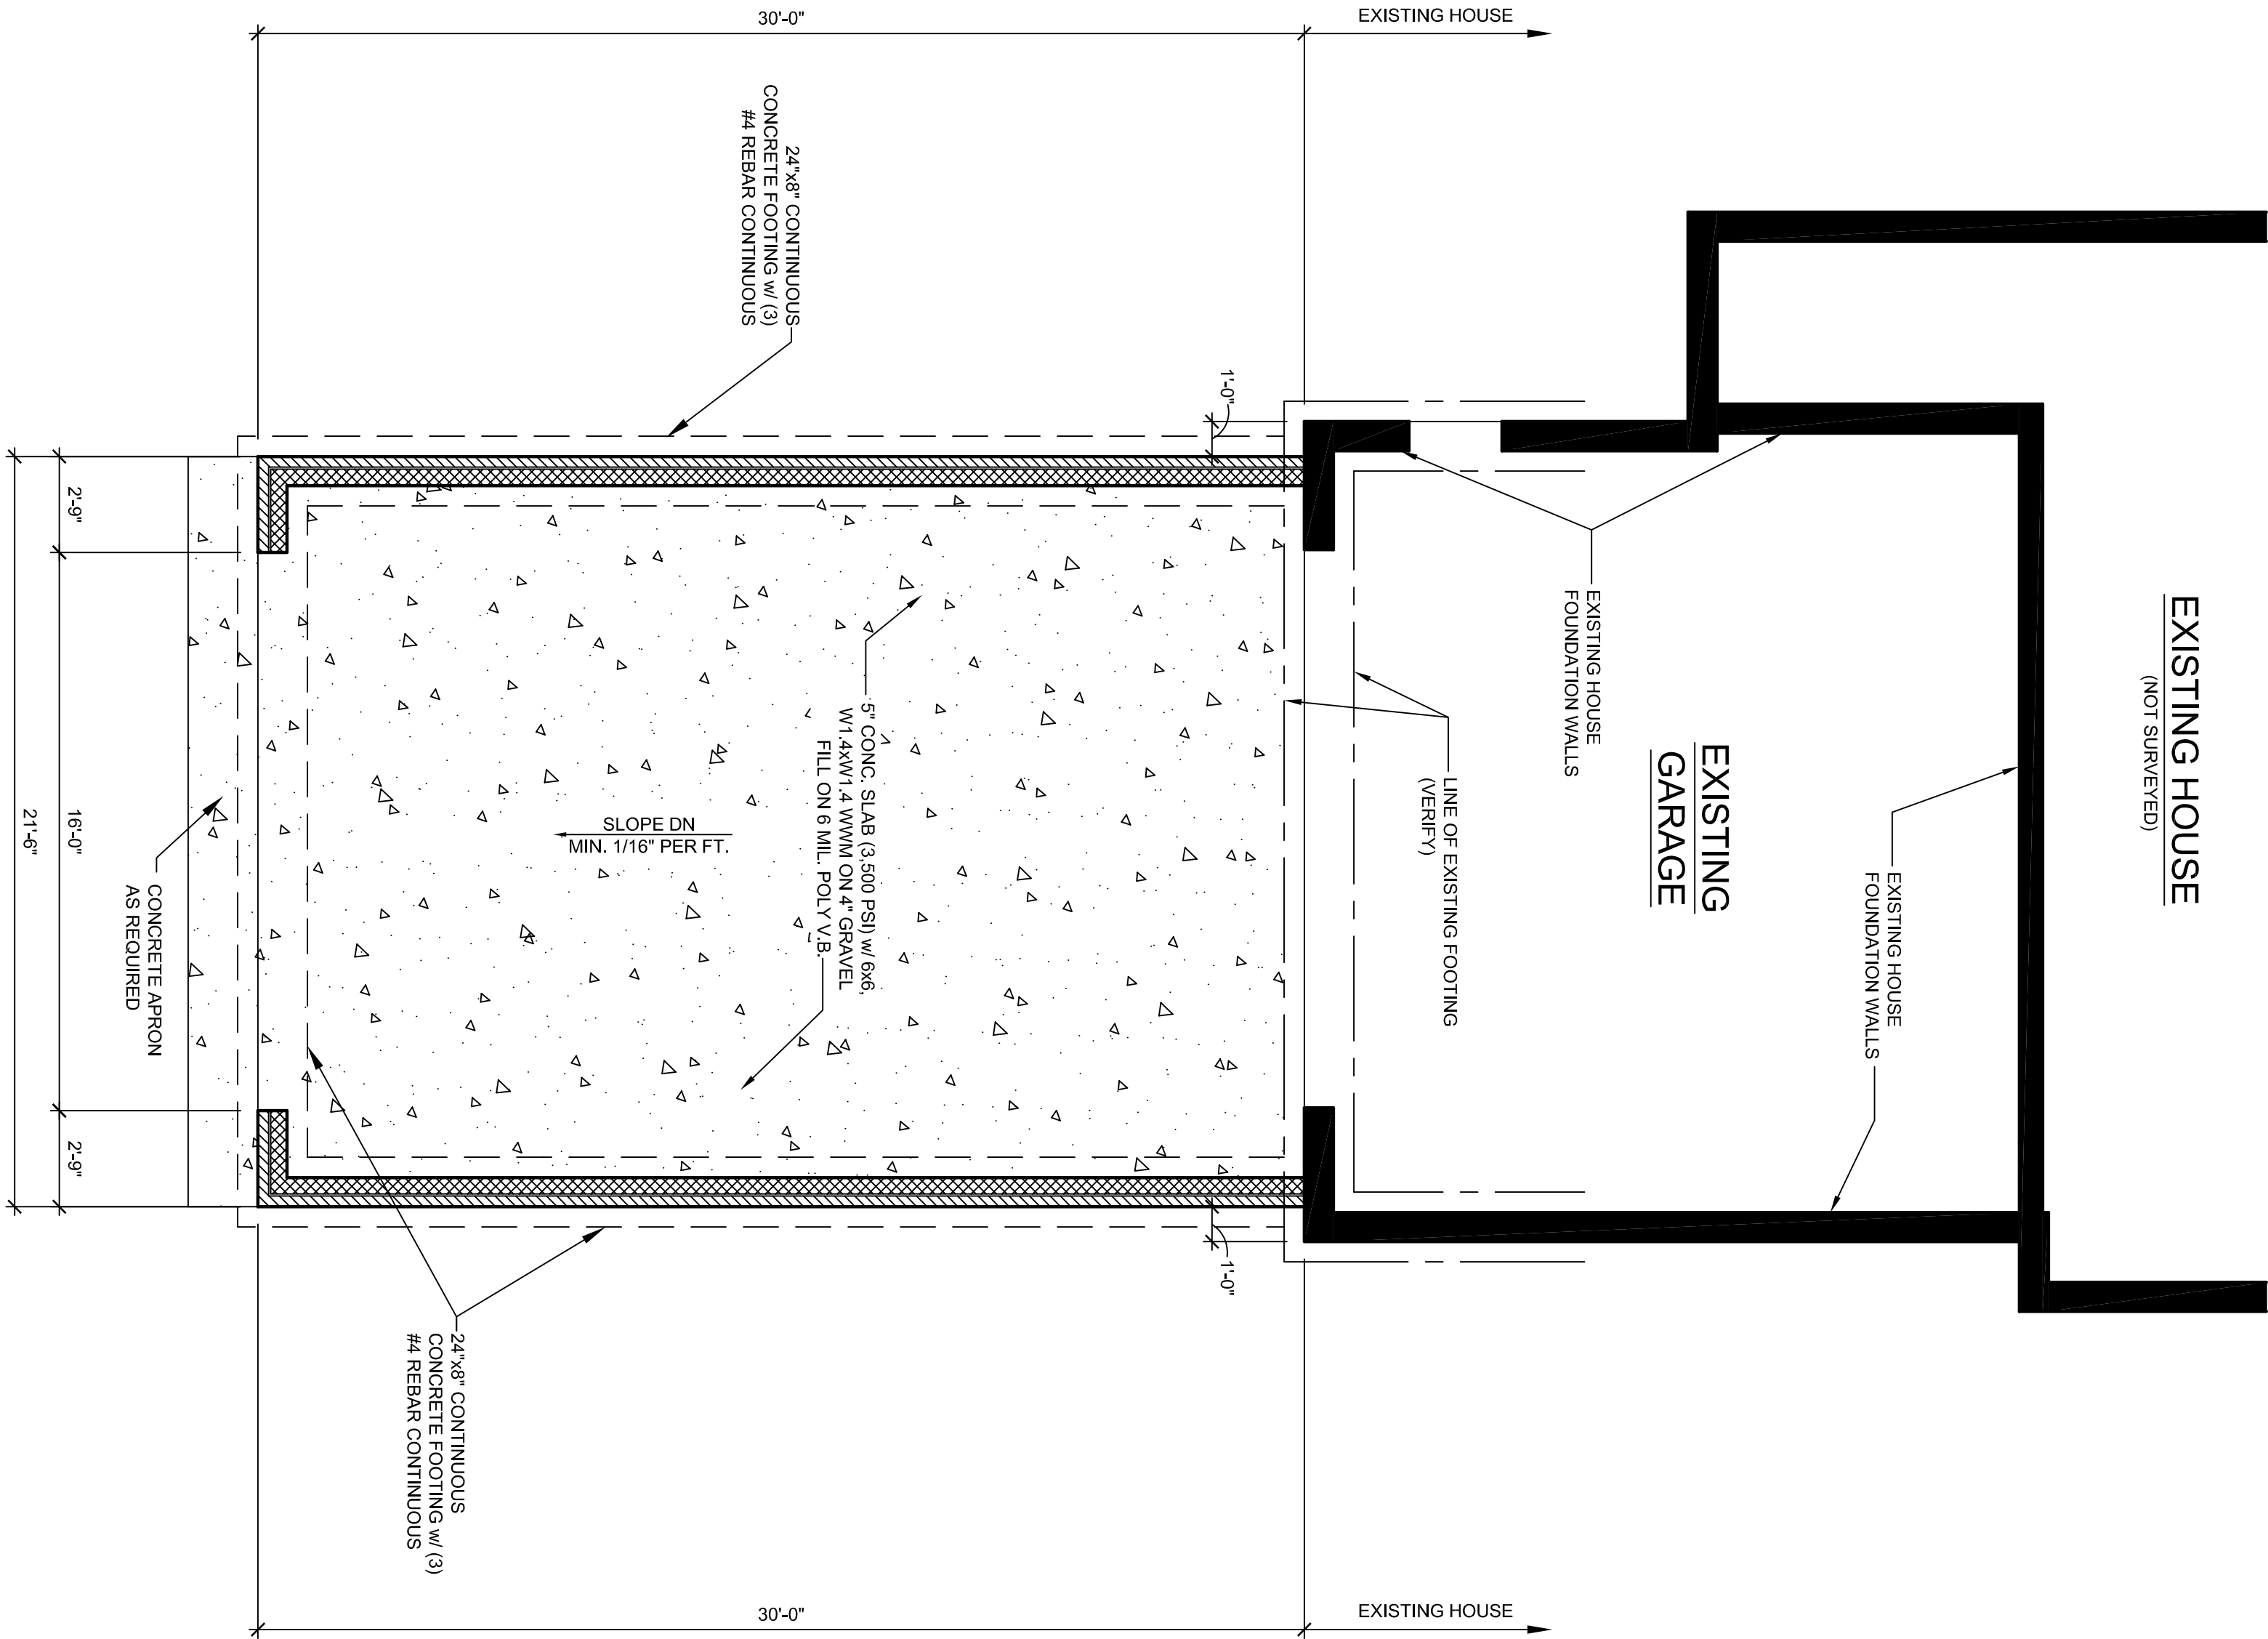 30'-0"
EXISTING HOUSE
24"x8" CONTINUOUS
CONCRETE FOOTING w/ (3)
#4 REBAR CONTINUOUS
1'-0"
EXISTING HOUSE
(NOT SURVEYED)
EXISTING HOUSE
FOUNDATION WALLS
EXISTING
GARAGE
EXISTING HOUSE
FOUNDATION WALLS
LINE OF EXISTING FOOTING
(VERIFY)
5" CONC. SLAB (3,500 PSI) w/ 6x6,
W1.4xW1.4 WWM ON 4" GRAVEL
FILL ON 6 MIL. POLY V.B.
SLOPE DN
MIN. 1/16" PER FT.
2'-9"
16'-0"
2'-9"
21'-6"
CONCRETE APRON
AS REQUIRED
1'-0"
24"x8" CONTINUOUS
CONCRETE FOOTING w/ (3)
#4 REBAR CONTINUOUS
30'-0"
EXISTING HOUSE